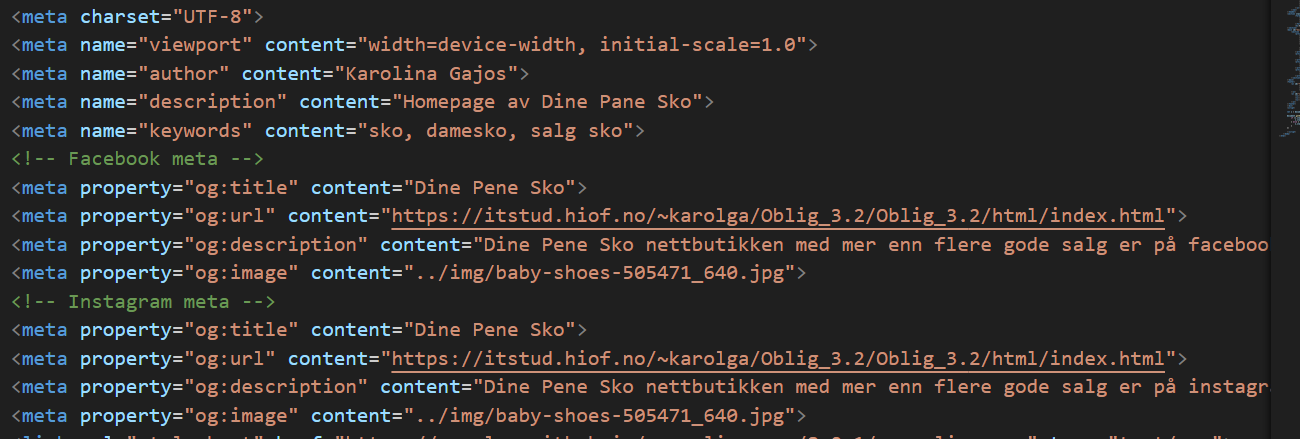 <meta charset="UTF-8">
<meta name="viewport" content="width=device-width, initial-scale=1.0">
<meta name="author" content="Karolina Gajos">
<meta name="description" content="Homepage av Dine Pane Sko">
<meta name="keywords" content="sko, damesko, salg sko">
<!-- Facebook meta -->
<meta property="og:title" content="Dine Pene Sko">
<meta property="og:url" content="https://itstud.hiof.no/~karolga/Oblig_3.2/Oblig_3.2/html/index.html">
<meta property="og:description" content="Dine Pene Sko nettbutikken med mer enn flere gode salg er på faceboo
<meta property="og:image" content="../img/baby-shoes-505471_640.jpg">
<!-- Instagram meta -->
<meta property="og:title" content="Dine Pene Sko">
<meta property="og:url" content="https://itstud.hiof.no/~karolga/Oblig_3.2/Oblig_3.2/html/index.html">
<meta property="og:description" content="Dine Pene Sko nettbutikken med mer enn flere gode salg er på instagra
<meta property="og:image" content="../img/baby-shoes-505471_640.jpg">